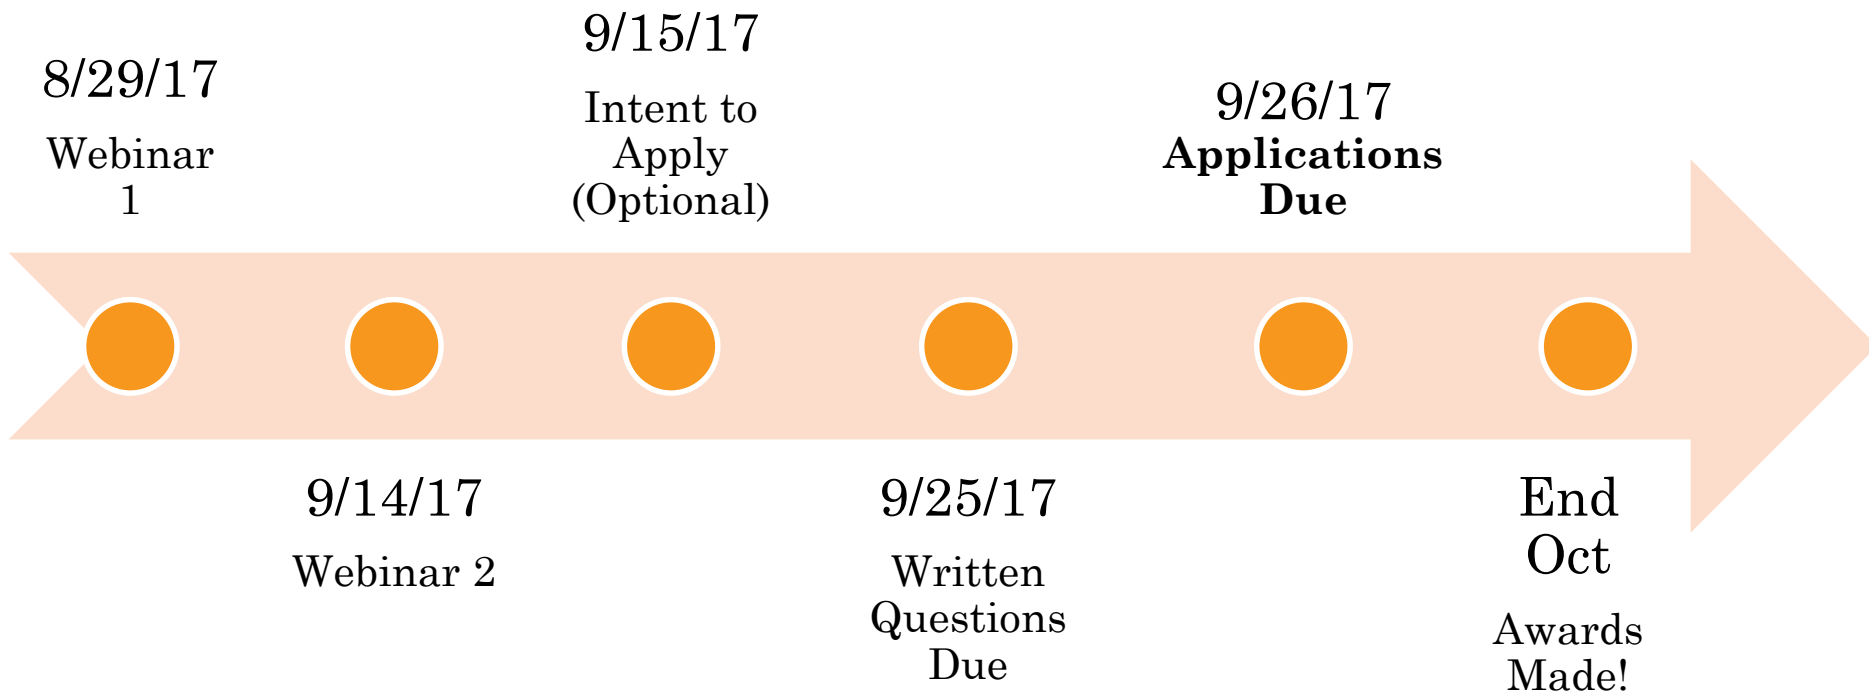 8/29/17
Webinar
1
9/14/17
Webinar 2
9/15/17
Intent to
Apply
(Optional)
9/25/17
Written
Questions
Due
9/26/17
Applications
Due
End
Oct
Awards
Made!